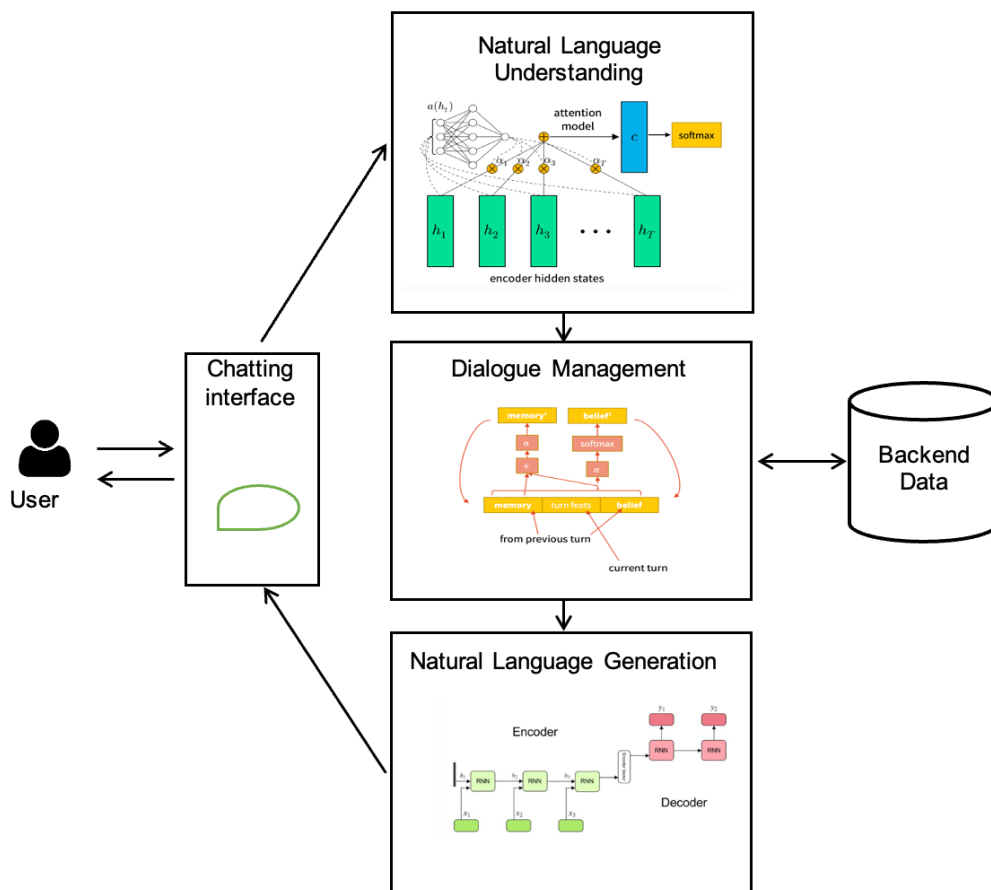 Natural Language
Understanding
a(h_t)
attention
model
c
softmax
α_1 α_2 α_3 α_T
h_1 h_2 h_3 • • • h_T
encoder hidden states
Chatting
interface
User
Dialogue Management
memory' belief'
σ softmax
+ σ
memory turn feats belief
from previous turn
current turn
Backend
Data
Natural Language Generation
y_1 y_2
Encoder
RNN RNN
Encoder Vector
h_1 RNN h_2 RNN h_3 RNN
Decoder
x_1 x_2 x_3